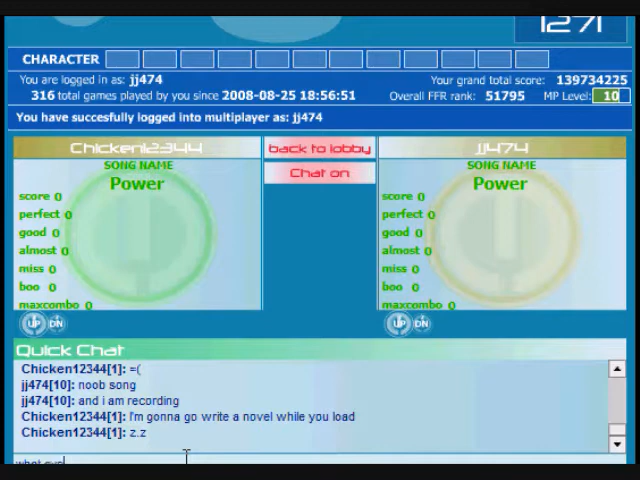 1271
CHARACTER
You are logged in as: jj474
Your grand total score: 139734225
316 total games played by you since 2008-08-25 18:56:51
Overall FFR rank: 51795 MP Level: 10
You have succesfully logged into multiplayer as: jj474
Chicken12344
back to lobby
jj474
SONG NAME
Chat on
SONG NAME
Power
Power
score 0
score 0
perfect 0
perfect 0
good 0
good 0
almost 0
almost 0
miss 0
miss 0
boo 0
boo 0
maxcombo 0
maxcombo 0
UP DN
UP DN
Quick Chat
Chicken12344[1]: =(
jj474[10]: noob song
jj474[10]: and i am recording
Chicken12344[1]: I'm gonna go write a novel while you load
Chicken12344[1]: z.z